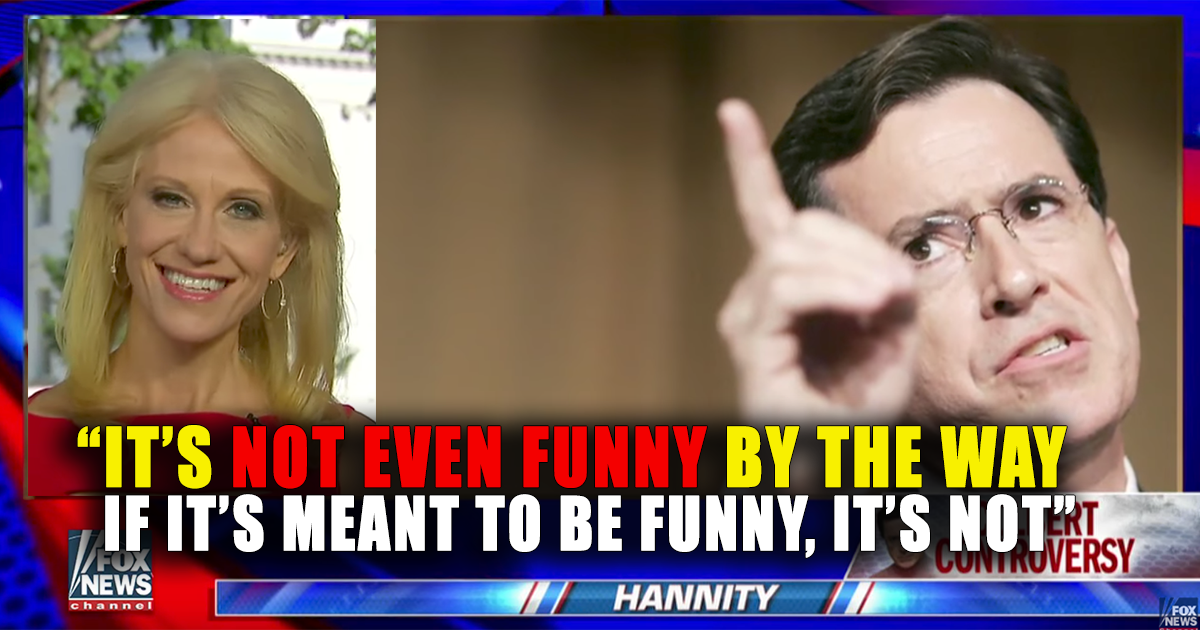 “IT’S NOT EVEN FUNNY BY THE WAY
IF IT’S MEANT TO BE FUNNY, IT’S NOT”
CONTROVERSY
FOX
NEWS
channel
HANNITY
FOX
NEWS